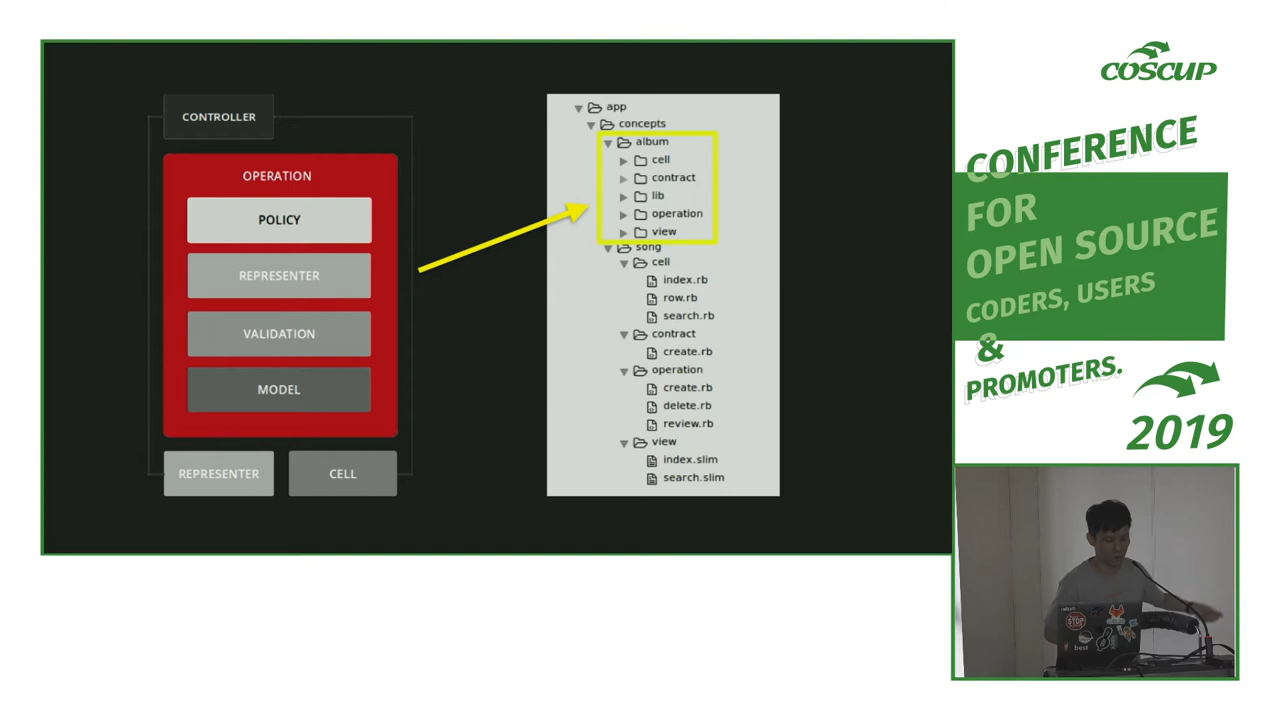 CONTROLLER
OPERATION
POLICY
REPRESENTER
VALIDATION
MODEL
REPRESENTER
CELL
app
concepts
album
cell
contract
lib
operation
view
song
cell
index.rb
row.rb
search.rb
contract
create.rb
operation
create.rb
delete.rb
review.rb
view
index.slim
search.slim
COSCUP
CONFERENCE
FOR
OPEN SOURCE
CODERS, USERS
&
PROMOTERS.
2019
STOP
best